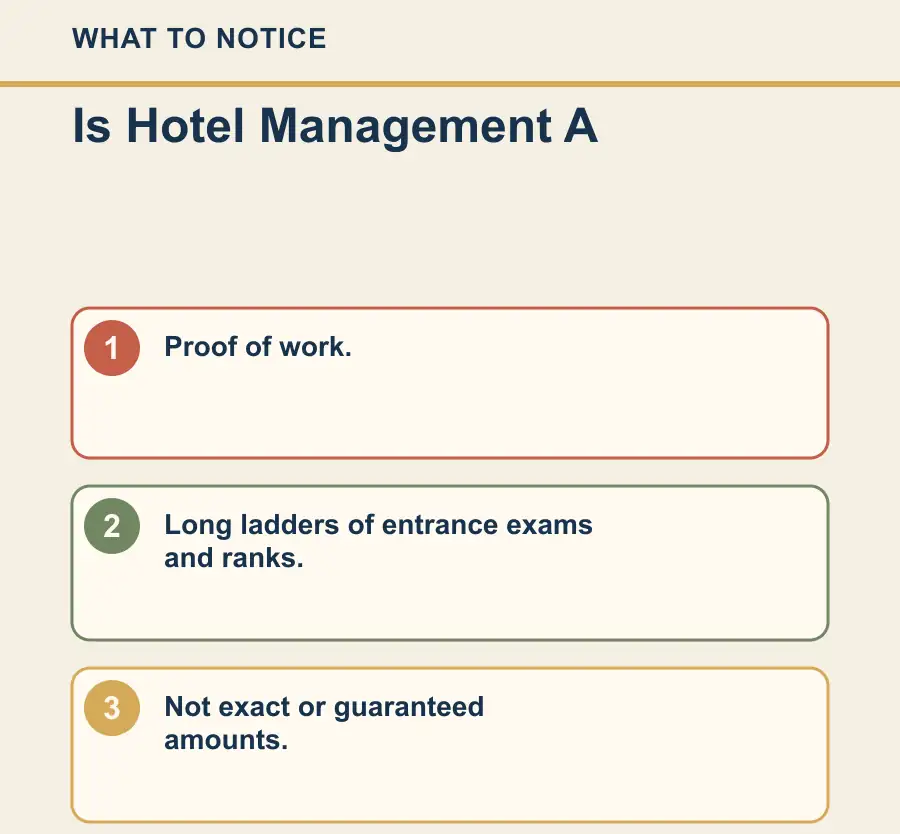 WHAT TO NOTICE
Is Hotel Management A
1
Proof of work.
2
Long ladders of entrance exams
and ranks.
3
Not exact or guaranteed
amounts.